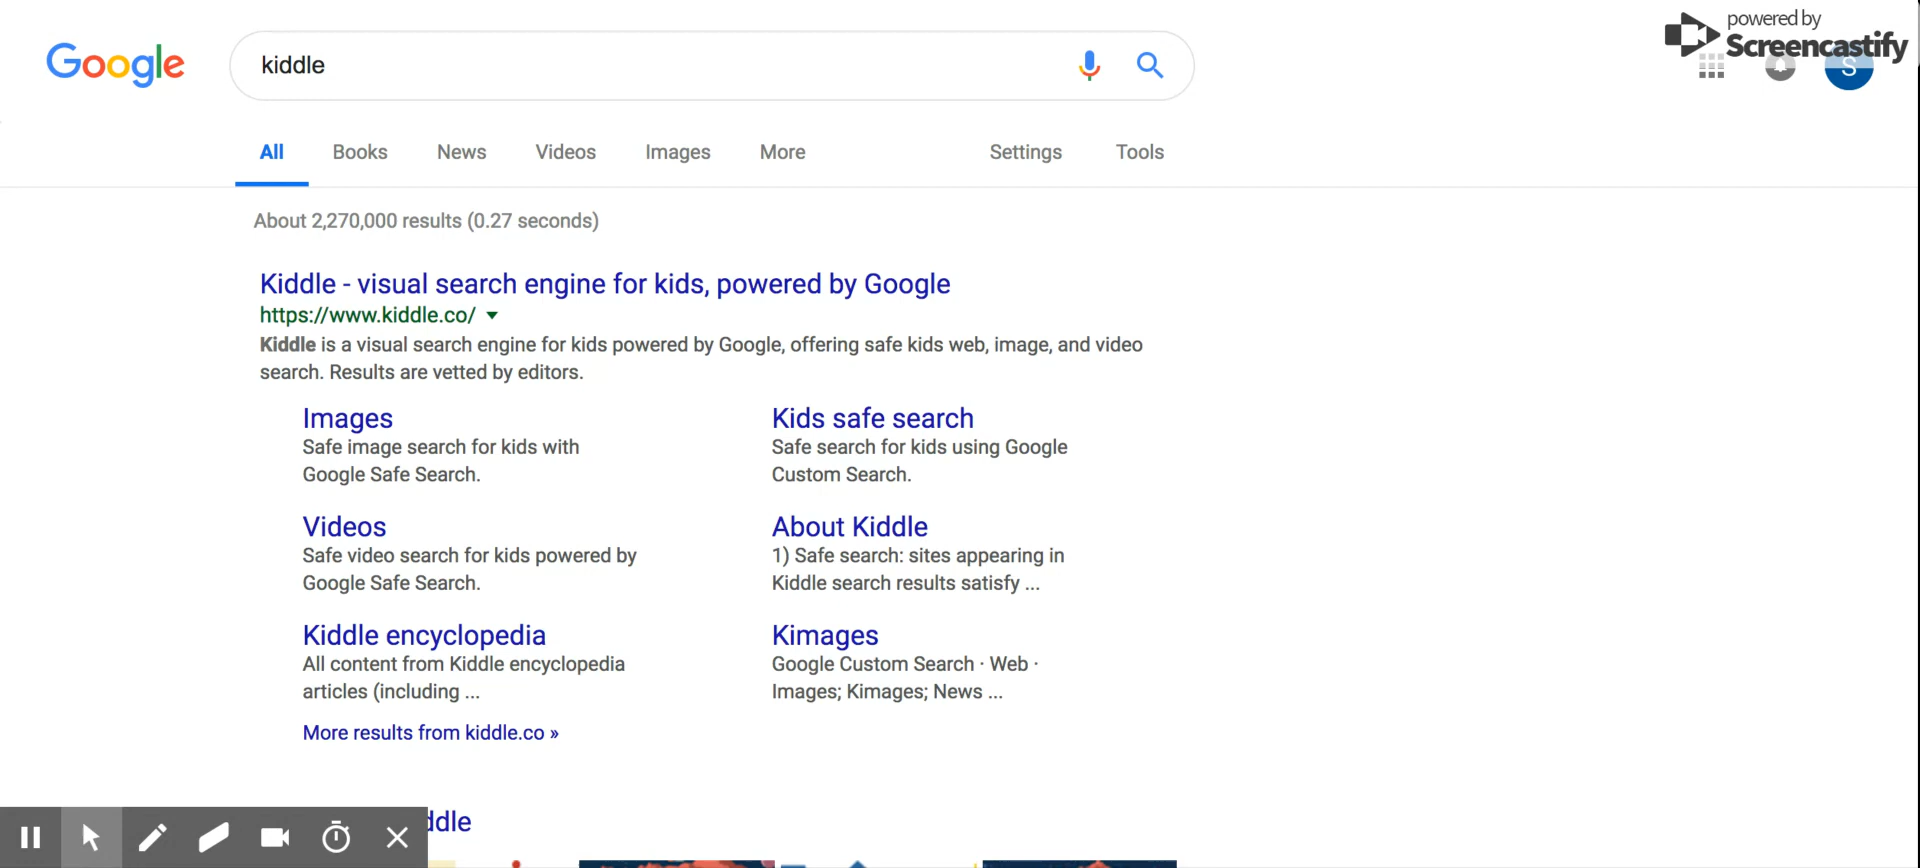 powered by
Screencastify
Google
kiddle
S
All Books News Videos Images More Settings Tools
About 2,270,000 results (0.27 seconds)
Kiddle - visual search engine for kids, powered by Google
https://www.kiddle.co/
Kiddle is a visual search engine for kids powered by Google, offering safe kids web, image, and video
search. Results are vetted by editors.
Images
Safe image search for kids with
Google Safe Search.
Kids safe search
Safe search for kids using Google
Custom Search.
Videos
Safe video search for kids powered by
Google Safe Search.
About Kiddle
1) Safe search: sites appearing in
Kiddle search results satisfy ...
Kiddle encyclopedia
All content from Kiddle encyclopedia
articles (including ...
Kimages
Google Custom Search · Web ·
Images; Kimages; News ...
More results from kiddle.co »
ddle